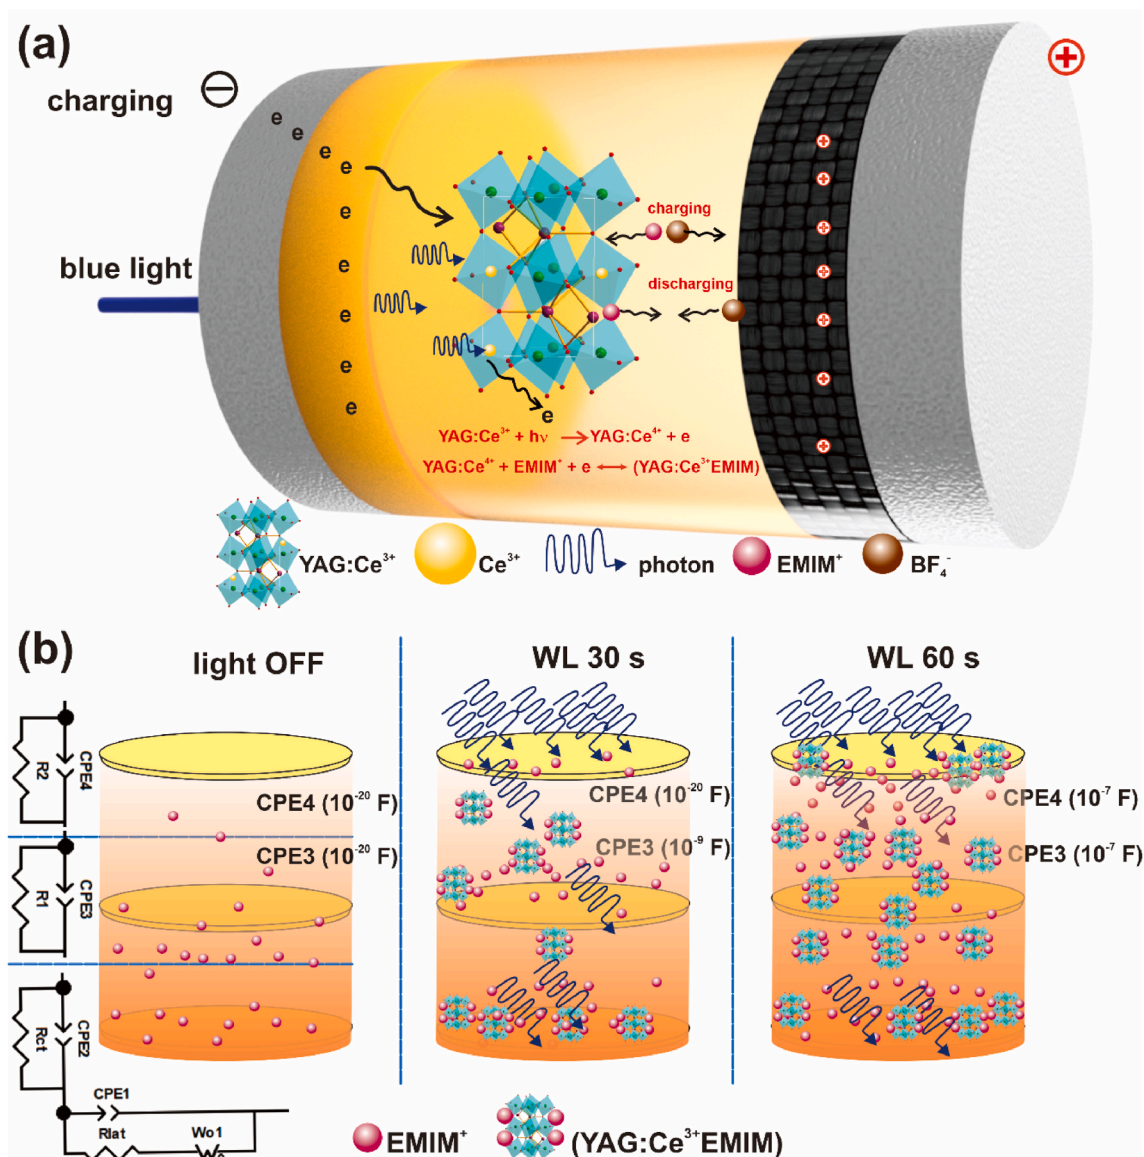 (a)
charging
⊖
⊕
e
e
e
e
e
e
e
e
e
e
blue light
charging
discharging
e
YAG:Ce³⁺ + hν → YAG:Ce⁴⁺ + e
YAG:Ce⁴⁺ + EMIM⁺ + e ↔ (YAG:Ce³⁺EMIM)
YAG:Ce³⁺
Ce³⁺
photon
EMIM⁺
BF₄⁻
(b)
light OFF
WL 30 s
WL 60 s
R2
CPE4
CPE4 (10⁻²⁰ F)
CPE4 (10⁻²⁰ F)
CPE4 (10⁻⁷ F)
CPE3 (10⁻²⁰ F)
CPE3 (10⁻⁹ F)
CPE3 (10⁻⁷ F)
R1
CPE3
Rct
CPE2
CPE1
Rlat
Wo1
EMIM⁺
(YAG:Ce³⁺EMIM)